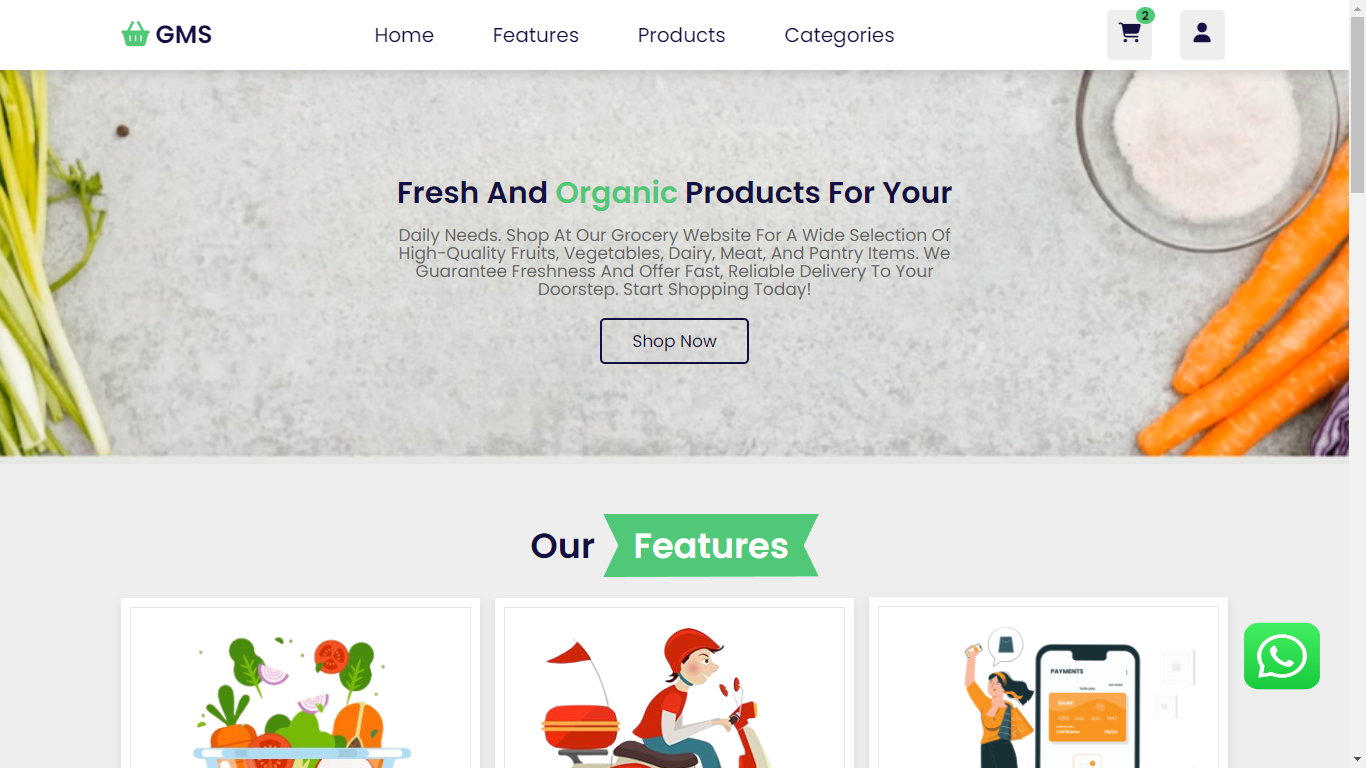 GMS
Home
Features
Products
Categories
2
Fresh And Organic Products For Your
Daily Needs. Shop At Our Grocery Website For A Wide Selection Of
High-Quality Fruits, Vegetables, Dairy, Meat, And Pantry Items. We
Guarantee Freshness And Offer Fast, Reliable Delivery To Your
Doorstep. Start Shopping Today!
Shop Now
Our Features
PAYMENTS
BANK